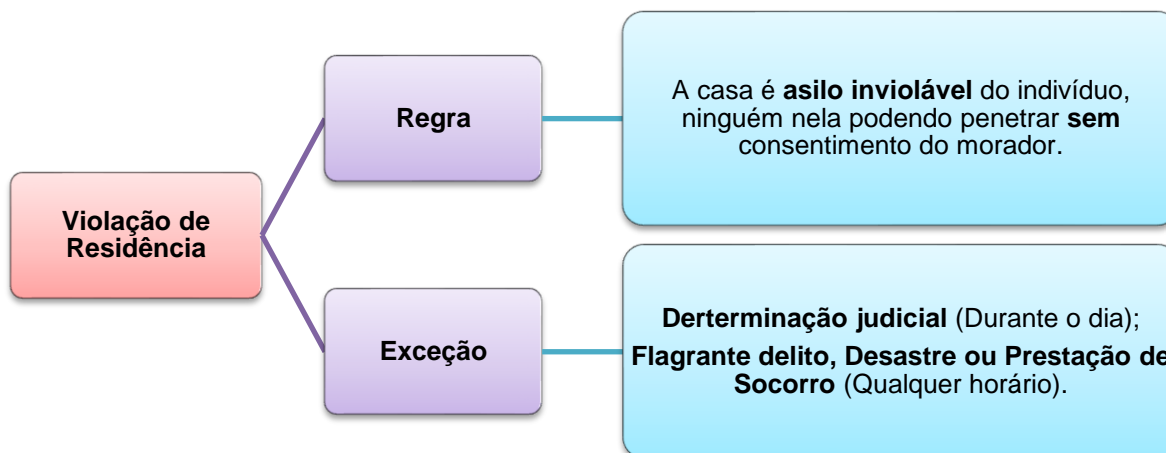 Regra
A casa é asilo inviolável do indivíduo,
ninguém nela podendo penetrar sem
consentimento do morador.
Violação de
Residência
Exceção
Derterminação judicial (Durante o dia);
Flagrante delito, Desastre ou Prestação de
Socorro (Qualquer horário).